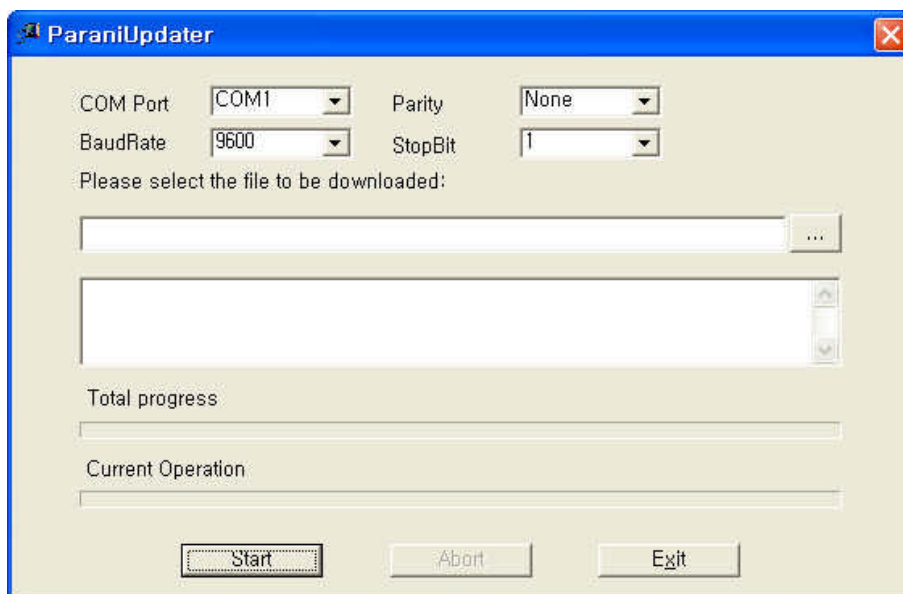 ParaniUpdater
COM Port COM1 Parity None
BaudRate 9600 StopBit 1
Please select the file to be downloaded:
...
Total progress
Current Operation
Start Abort Exit